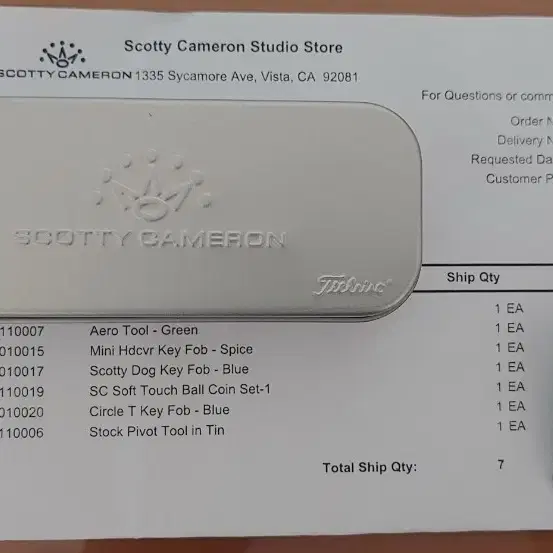 Scotty Cameron Studio Store
SCOTTY CAMERON 1335 Sycamore Ave, Vista, CA 92081
For Questions or comm
Order N
Delivery N
Requested Da
Customer P
SCOTTY CAMERON
Titleist
Ship Qty
1 EA
110007 Aero Tool - Green 1 EA
010015 Mini Hdcvr Key Fob - Spice 1 EA
010017 Scotty Dog Key Fob - Blue 1 EA
110019 SC Soft Touch Ball Coin Set-1 1 EA
010020 Circle T Key Fob - Blue 1 EA
110006 Stock Pivot Tool in Tin 1 EA
Total Ship Qty: 7